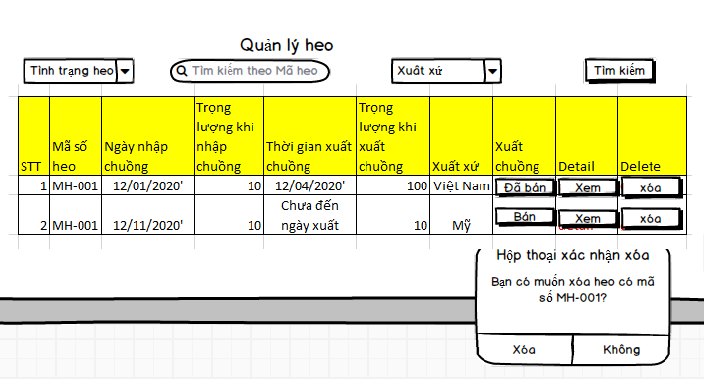 Quản lý heo
Tình trạng heo
Tìm kiếm theo Mã heo
Xuất xứ
Tìm kiếm
STT
Mã số heo
Ngày nhập chuồng
Trọng lượng khi nhập chuồng
Thời gian xuất chuồng
Trọng lượng khi xuất chuồng
Xuất xứ
Xuất chuồng
Detail
Delete
1 MH-001 12/01/2020' 10 12/04/2020' 100 Việt Nam Đã bán Xem xóa
2 MH-001 12/11/2020' 10 Chưa đến ngày xuất 10 Mỹ Bán Xem xóa
Hộp thoại xác nhận xóa
Bạn có muốn xóa heo có mã
số MH-001?
Xóa
Không